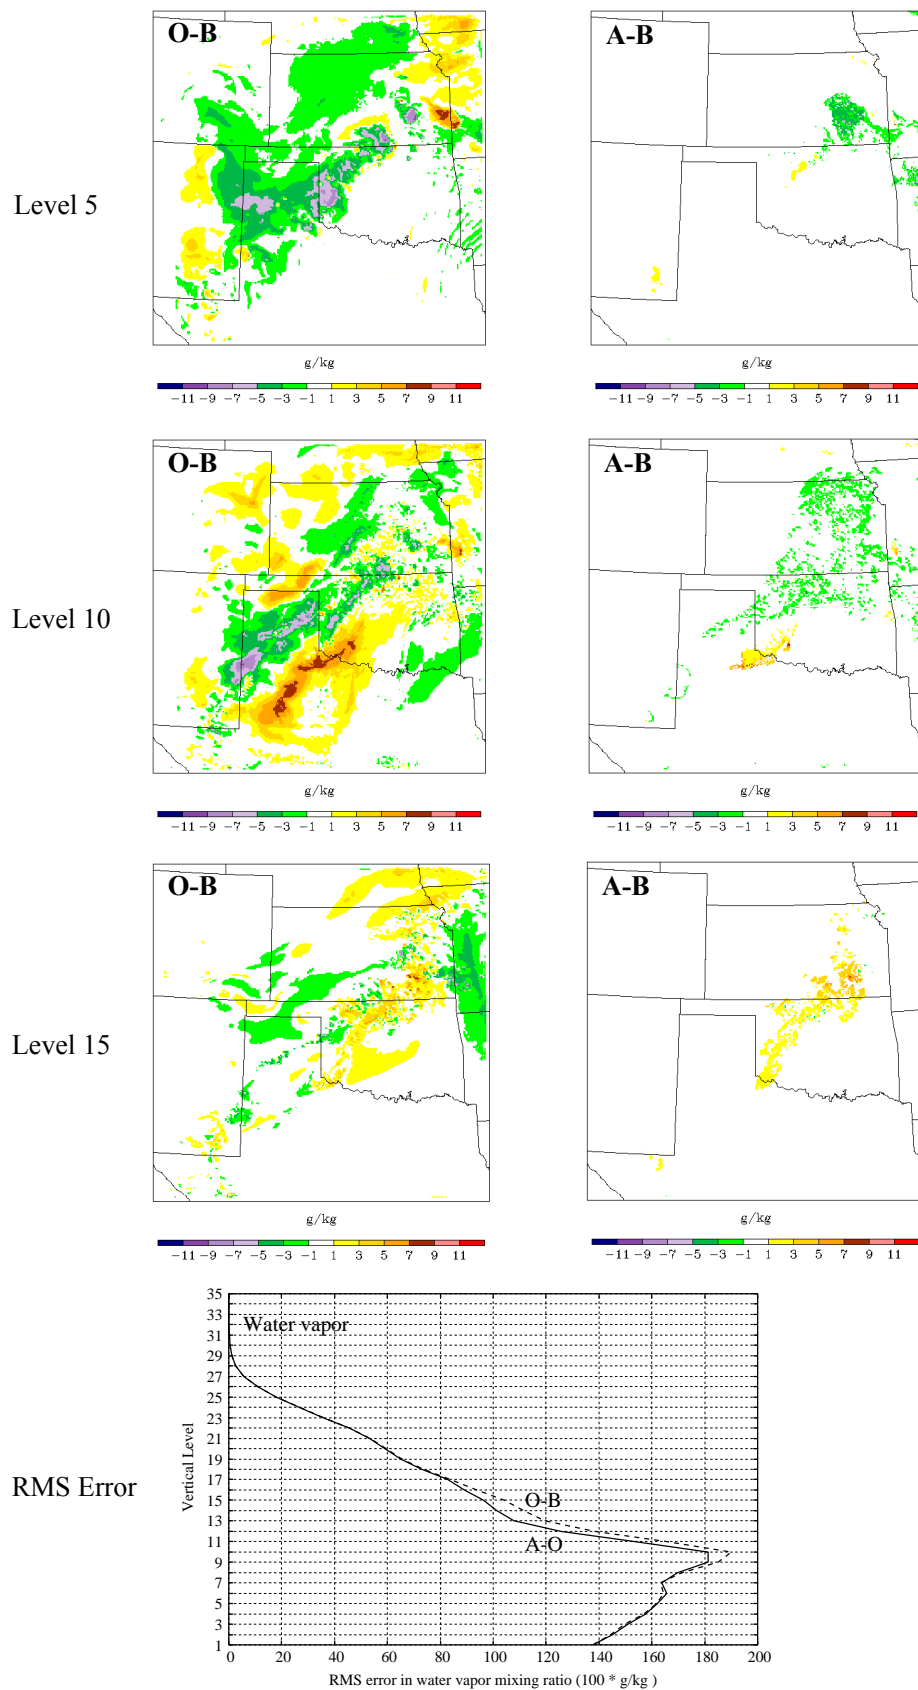 O-B
A-B
Level 5
g/kg
g/kg
-11 -9 -7 -5 -3 -1 1 3 5 7 9 11
-11 -9 -7 -5 -3 -1 1 3 5 7 9 11
O-B
A-B
Level 10
g/kg
g/kg
-11 -9 -7 -5 -3 -1 1 3 5 7 9 11
-11 -9 -7 -5 -3 -1 1 3 5 7 9 11
O-B
A-B
Level 15
g/kg
g/kg
-11 -9 -7 -5 -3 -1 1 3 5 7 9 11
-11 -9 -7 -5 -3 -1 1 3 5 7 9 11
RMS Error
Vertical Level
35
33
31
29
27
25
23
21
19
17
15
13
11
9
7
5
3
1
Water vapor
O-B
A-O
0 20 40 60 80 100 120 140 160 180 200
RMS error in water vapor mixing ratio (100 * g/kg )